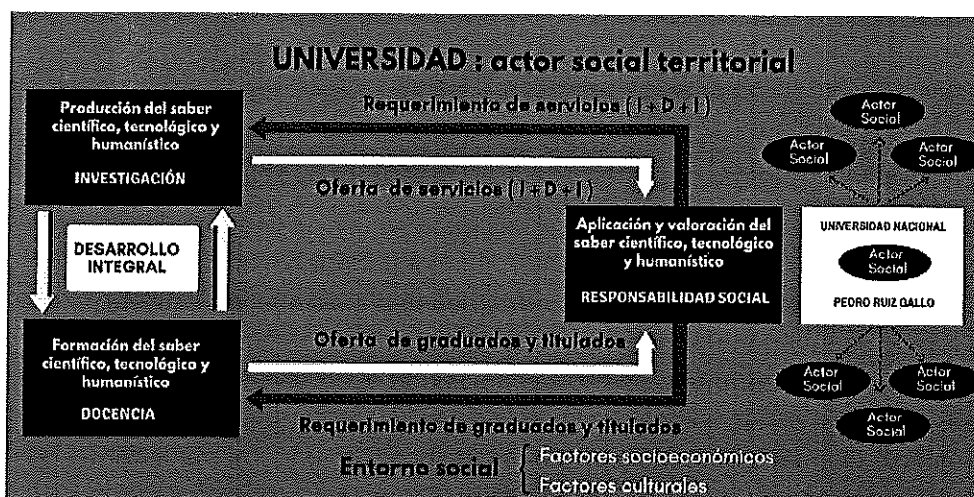 UNIVERSIDAD : actor social territorial
Producción del saber
científico, tecnológico y
humanístico
INVESTIGACIÓN
Requerimiento de servicios ( I + D + I )
Oferta de servicios ( I + D + I )
DESARROLLO
INTEGRAL
Aplicación y valoración del
saber científico, tecnológico
y humanístico
RESPONSABILIDAD SOCIAL
Formación del saber
científico, tecnológico y
humanístico
DOCENCIA
Oferta de graduados y titulados
Requerimiento de graduados y titulados
Entorno social
Factores socioeconómicos
Factores culturales
Actor
Social
Actor
Social
Actor
Social
UNIVERSIDAD NACIONAL
Actor
Social
PEDRO RUIZ GALLO
Actor
Social
Actor
Social
Actor
Social